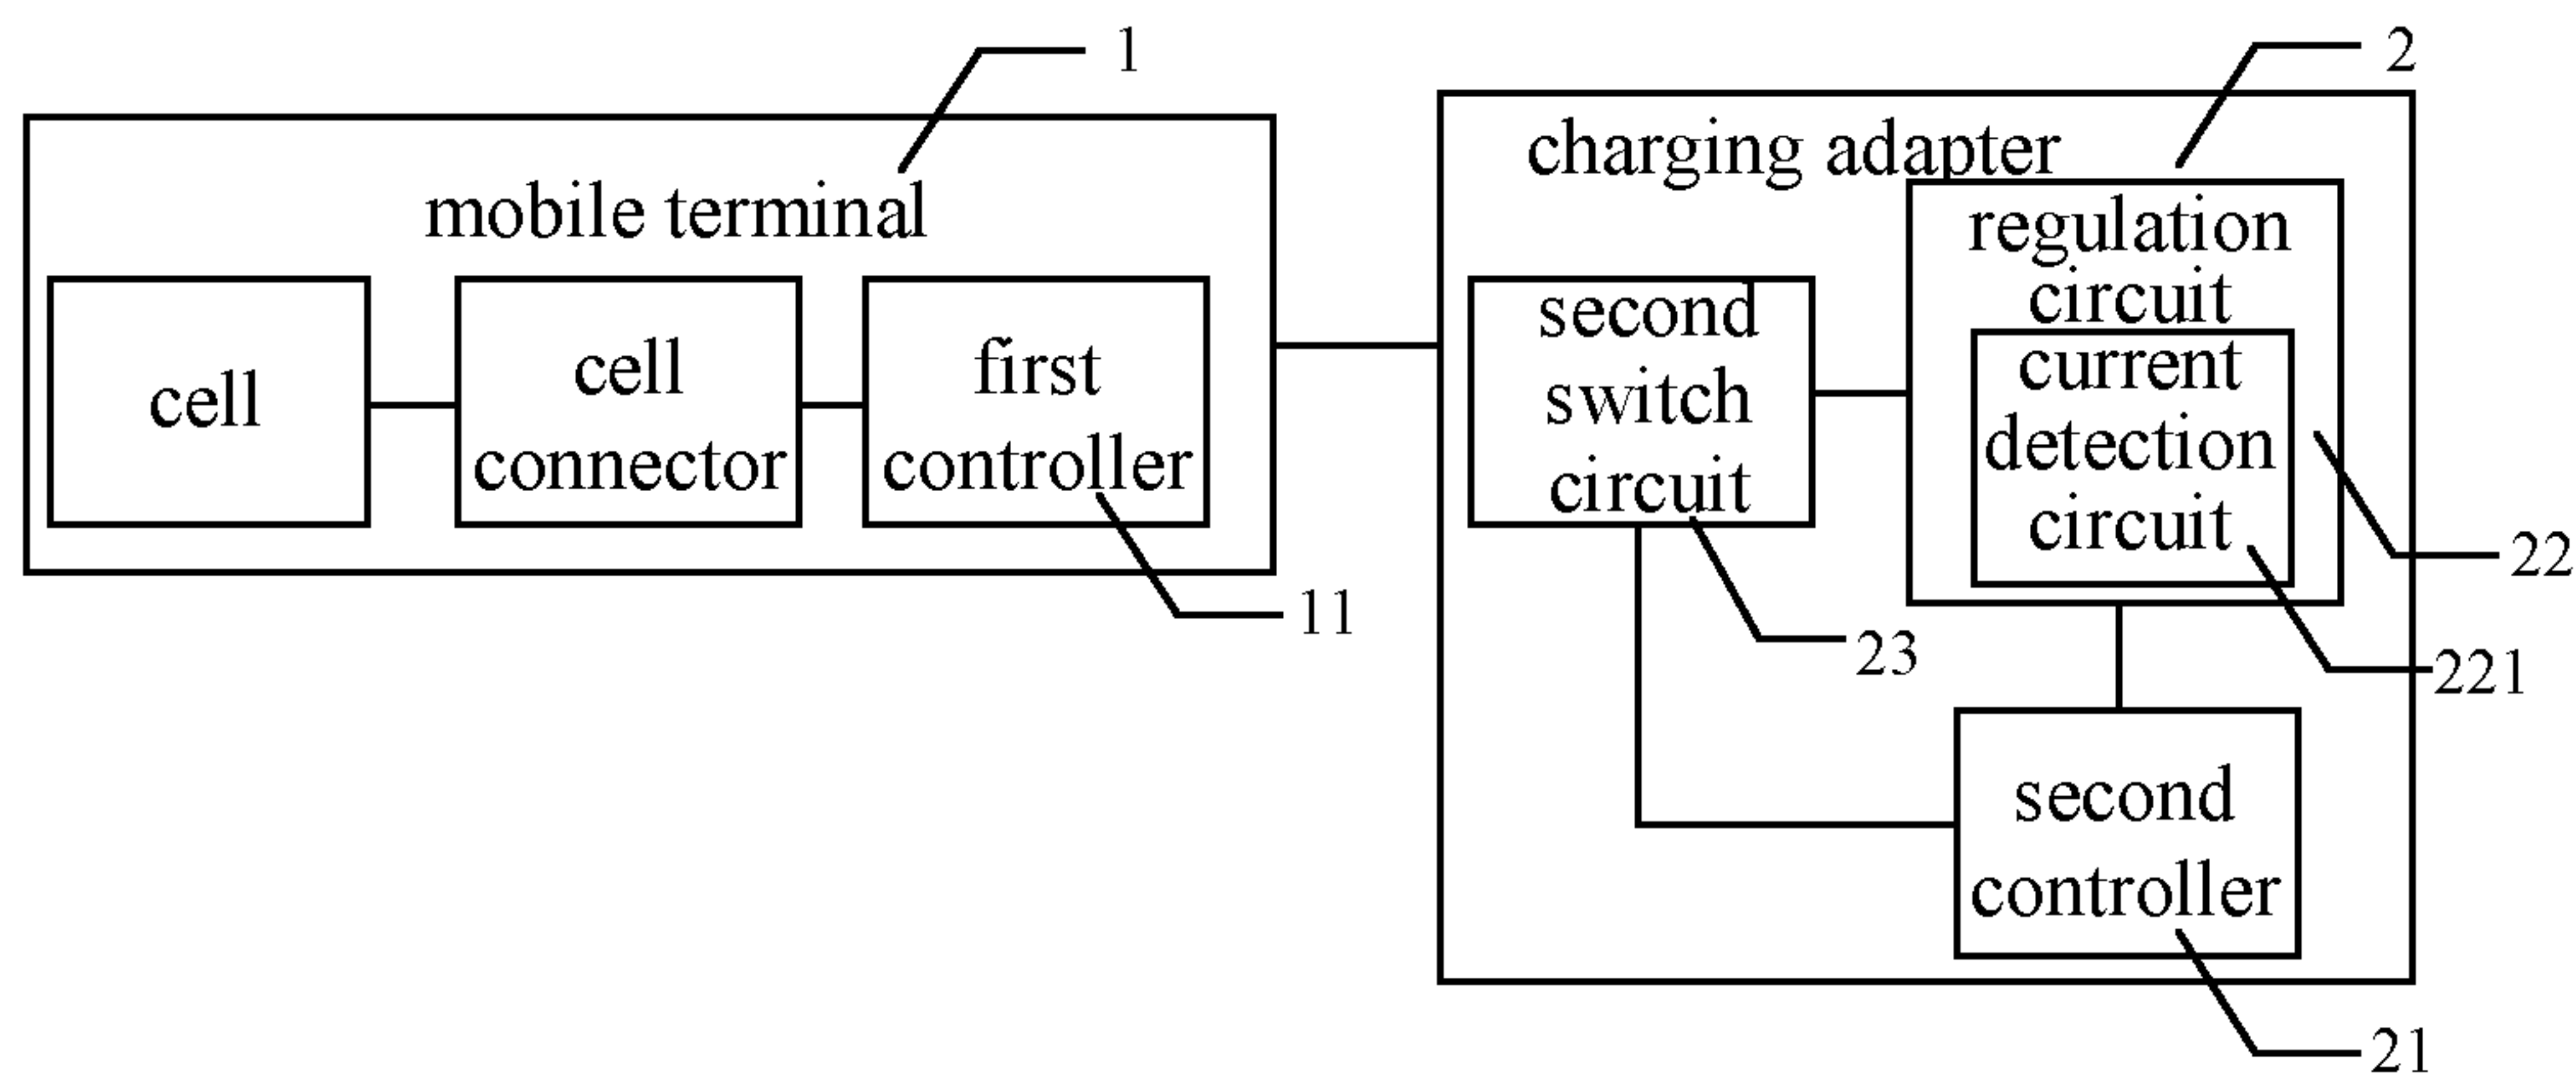 1
mobile terminal
cell
cell
connector
first
controller
11
2
charging adapter
second
switch
circuit
23
regulation
circuit
current
detection
circuit
22
221
second
controller
21